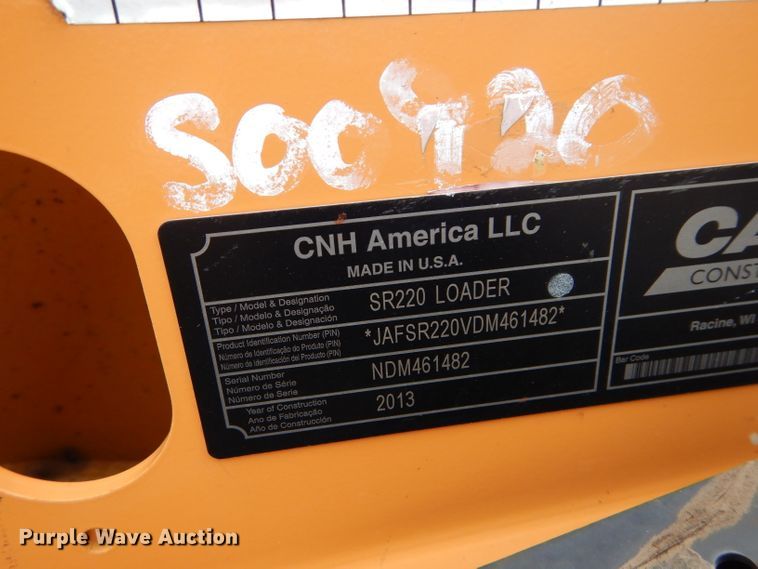 SOC920
CNH America LLC
MADE IN U.S.A.
Type / Model & Designation
Tipo / Modelo & Designação
Tipo / Modelo & Designación
SR220 LOADER
Product Identification Number (PIN)
Número de Identificação do Produto (PIN)
Número de identificación del Producto (PIN)
*JAFSR220VDM461482*
Serial Number
Número de Série
Número de Serie
NDM461482
Year of Construction
Ano de Fabricação
Año de Construcción
2013
CA
CONST
Racine, WI
Bar Code
Purple Wave Auction